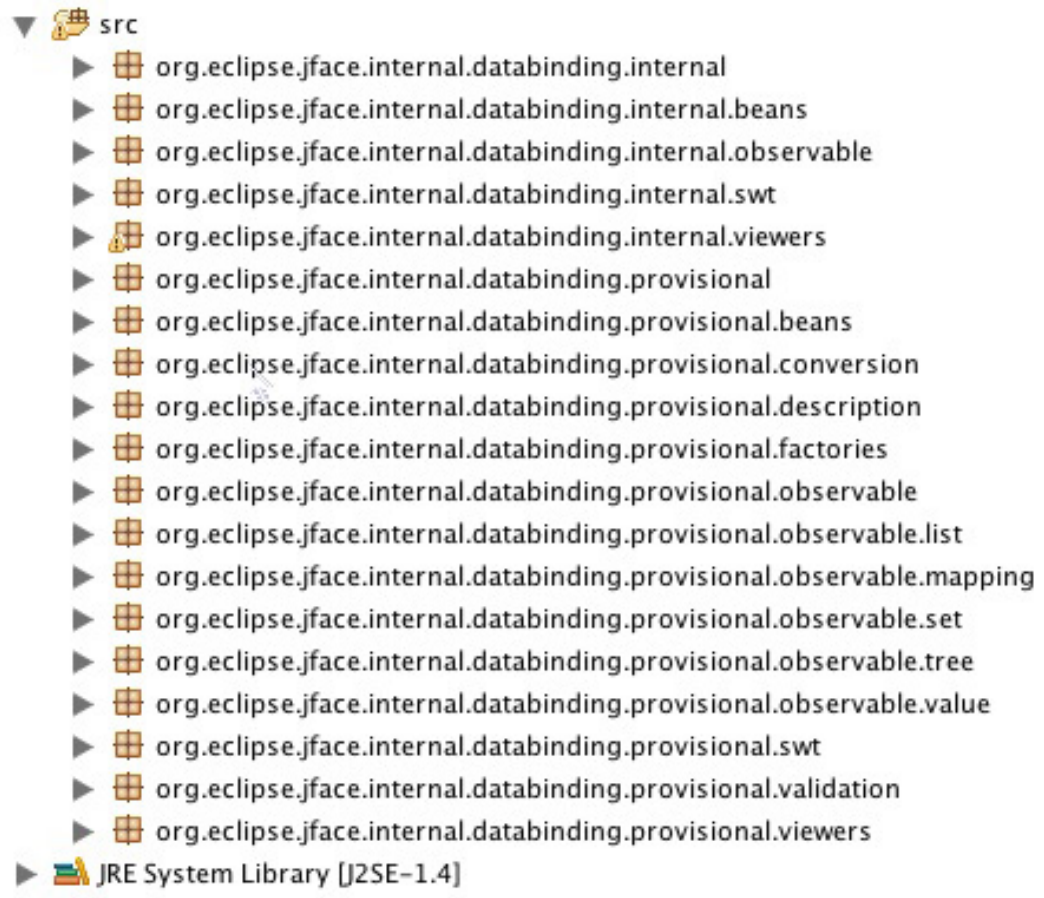 src
org.eclipse.jface.internal.databinding.internal
org.eclipse.jface.internal.databinding.internal.beans
org.eclipse.jface.internal.databinding.internal.observable
org.eclipse.jface.internal.databinding.internal.swt
org.eclipse.jface.internal.databinding.internal.viewers
org.eclipse.jface.internal.databinding.provisional
org.eclipse.jface.internal.databinding.provisional.beans
org.eclipse.jface.internal.databinding.provisional.conversion
org.eclipse.jface.internal.databinding.provisional.description
org.eclipse.jface.internal.databinding.provisional.factories
org.eclipse.jface.internal.databinding.provisional.observable
org.eclipse.jface.internal.databinding.provisional.observable.list
org.eclipse.jface.internal.databinding.provisional.observable.mapping
org.eclipse.jface.internal.databinding.provisional.observable.set
org.eclipse.jface.internal.databinding.provisional.observable.tree
org.eclipse.jface.internal.databinding.provisional.observable.value
org.eclipse.jface.internal.databinding.provisional.swt
org.eclipse.jface.internal.databinding.provisional.validation
org.eclipse.jface.internal.databinding.provisional.viewers
JRE System Library [J2SE-1.4]